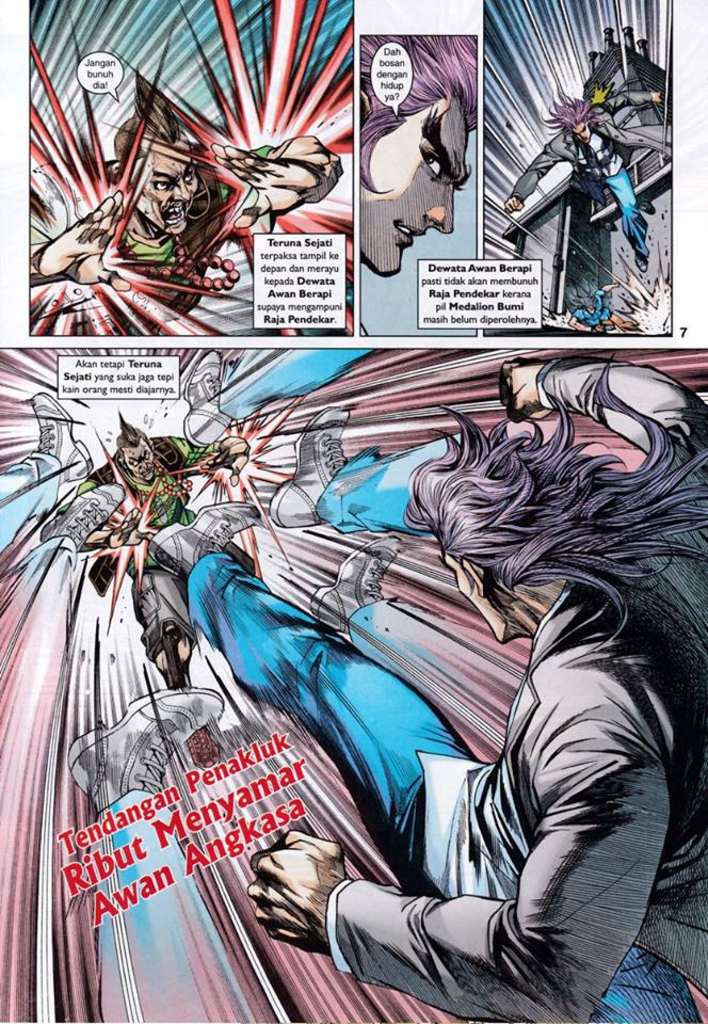 Jangan
bunuh
dia!
Teruna Sejati
terpaksa tampil ke
depan dan merayu
kepada Dewata
Awan Berapi
supaya mengampuni
Raja Pendekar.
Dah
bosan
dengan
hidup
ya?
Dewata Awan Berapi
pasti tidak akan membunuh
Raja Pendekar kerana
pil Medalion Bumi
masih belum diperolehnya.
7
Akan tetapi Teruna
Sejati yang suka jaga tepi
kain orang mesti diajarnya.
Tendangan Penakluk
Ribut Menyamar
Awan Angkasa